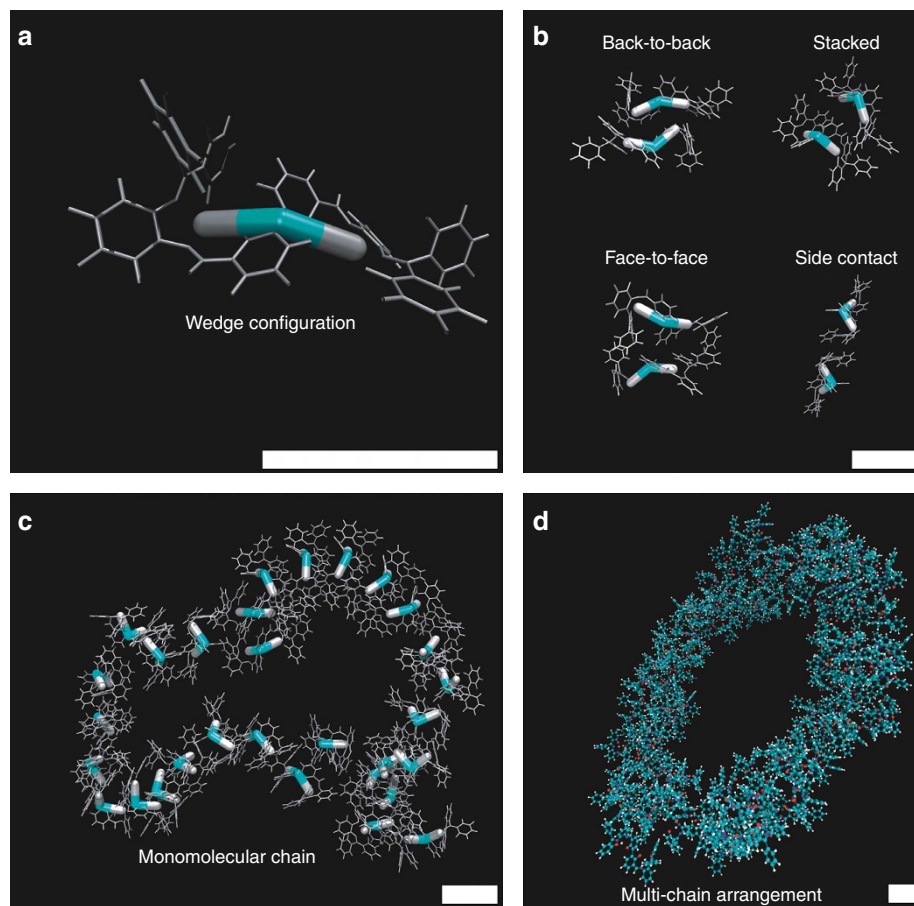 a
Wedge configuration
b
Back-to-back
Stacked
Face-to-face
Side contact
c
Monomolecular chain
d
Multi-chain arrangement